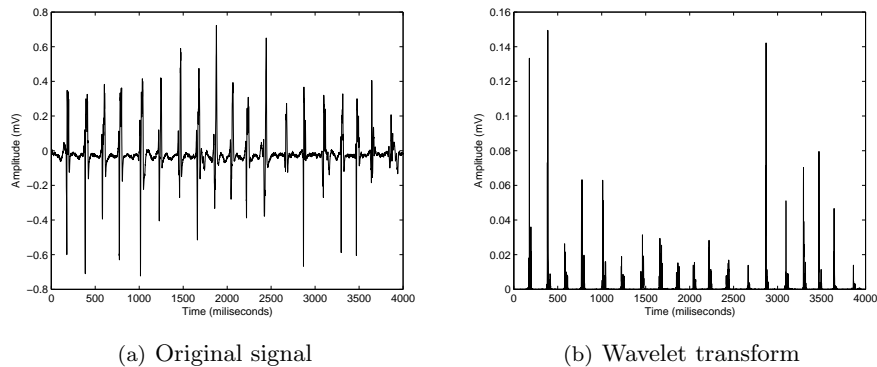 0.8
0.6
0.4
0.2
0
−0.2
−0.4
−0.6
−0.8
Amplitude (mV)
0 500 1000 1500 2000 2500 3000 3500 4000
Time (miliseconds)
(a) Original signal
0.16
0.14
0.12
0.1
0.08
0.06
0.04
0.02
0
Amplitude (mV)
0 500 1000 1500 2000 2500 3000 3500 4000
Time (miliseconds)
(b) Wavelet transform